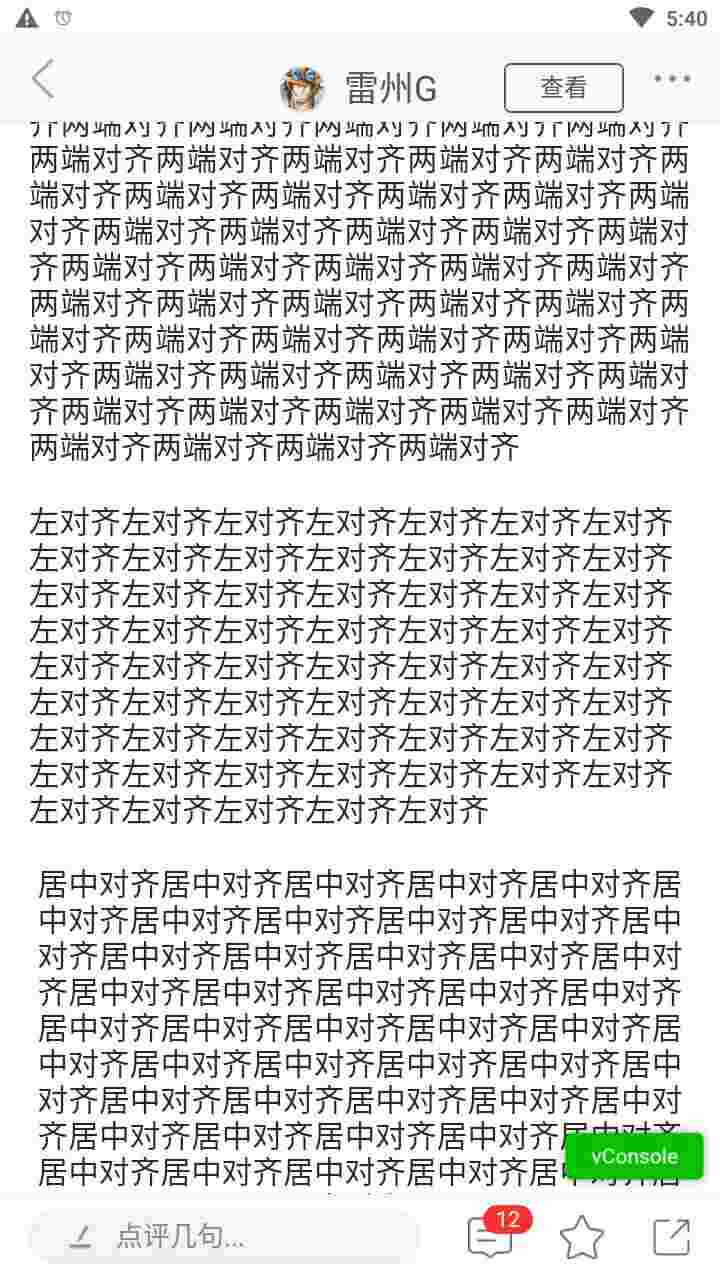 5:40
雷州G
查看
齐两端对齐两端对齐两端对齐两端对齐两端对齐
两端对齐两端对齐两端对齐两端对齐两端对齐两
端对齐两端对齐两端对齐两端对齐两端对齐两端
对齐两端对齐两端对齐两端对齐两端对齐两端对
齐两端对齐两端对齐两端对齐两端对齐两端对齐
两端对齐两端对齐两端对齐两端对齐两端对齐两
端对齐两端对齐两端对齐两端对齐两端对齐两端
对齐两端对齐两端对齐两端对齐两端对齐两端对
齐两端对齐两端对齐两端对齐两端对齐两端对齐
两端对齐两端对齐两端对齐两端对齐
左对齐左对齐左对齐左对齐左对齐左对齐左对齐
左对齐左对齐左对齐左对齐左对齐左对齐左对齐
左对齐左对齐左对齐左对齐左对齐左对齐左对齐
左对齐左对齐左对齐左对齐左对齐左对齐左对齐
左对齐左对齐左对齐左对齐左对齐左对齐左对齐
左对齐左对齐左对齐左对齐左对齐左对齐左对齐
左对齐左对齐左对齐左对齐左对齐左对齐左对齐
左对齐左对齐左对齐左对齐左对齐左对齐左对齐
左对齐左对齐左对齐左对齐左对齐
居中对齐居中对齐居中对齐居中对齐居中对齐居
中对齐居中对齐居中对齐居中对齐居中对齐居中
对齐居中对齐居中对齐居中对齐居中对齐居中对
齐居中对齐居中对齐居中对齐居中对齐居中对齐
居中对齐居中对齐居中对齐居中对齐居中对齐居
中对齐居中对齐居中对齐居中对齐居中对齐居中
对齐居中对齐居中对齐居中对齐居中对齐居中对
齐居中对齐居中对齐居中对齐居中对齐居中对齐
居中对齐居中对齐居中对齐居中对齐居中对齐居
vConsole
点评几句...
12